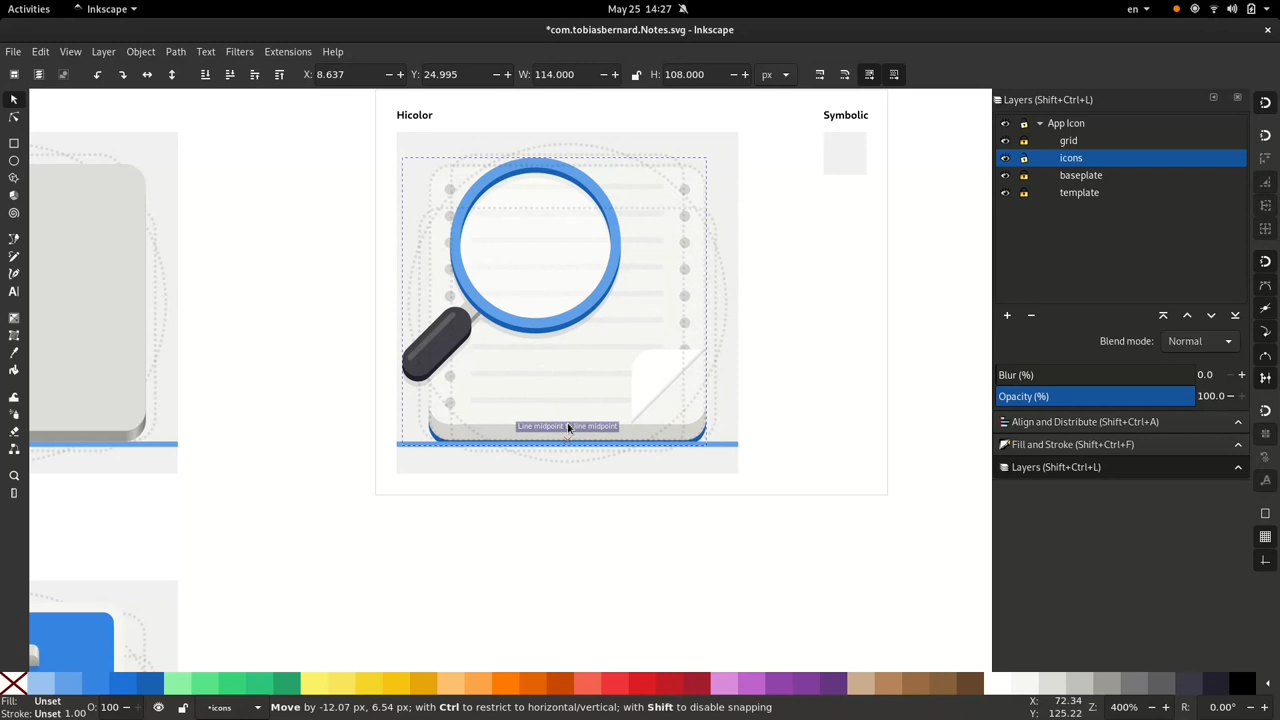 Activities
Inkscape
May 25 14:27
en
*com.tobiasbernard.Notes.svg - Inkscape
File Edit View Layer Object Path Text Filters Extensions Help
X: 8.637 Y: 24.995 W: 114.000 H: 108.000 px
Layers (Shift+Ctrl+L)
Hicolor
Symbolic
App Icon
grid
icons
baseplate
template
Blend mode: Normal
Blur (%) 0.0
Opacity (%) 100.0
Align and Distribute (Shift+Ctrl+A)
Line midpoint to line midpoint
Fill and Stroke (Shift+Ctrl+F)
Layers (Shift+Ctrl+L)
Fill: Unset
Stroke: Unset 1.00
O: 100
•icons
Move by -12.07 px, 6.54 px; with Ctrl to restrict to horizontal/vertical; with Shift to disable snapping
X: 72.34
Y: 125.22
Z: 400%
R: 0.00°